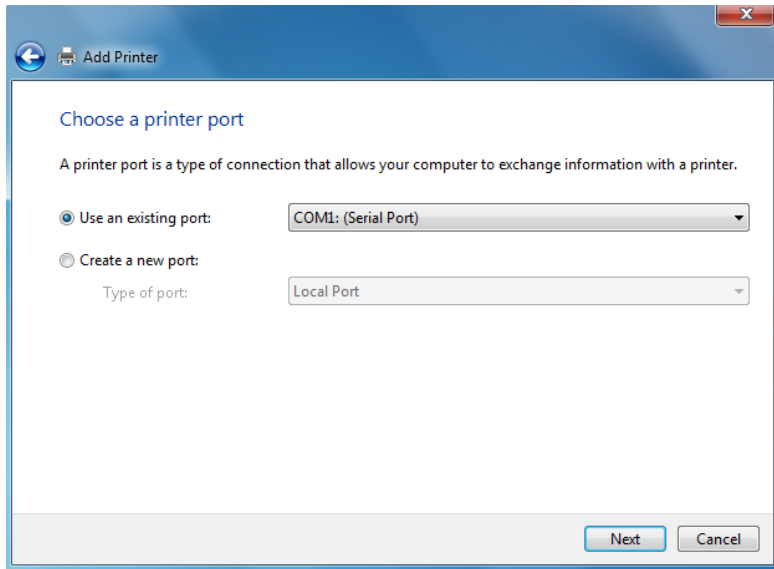 Add Printer
Choose a printer port
A printer port is a type of connection that allows your computer to exchange information with a printer.
Use an existing port: COM1: (Serial Port)
Create a new port:
Type of port: Local Port
Next Cancel